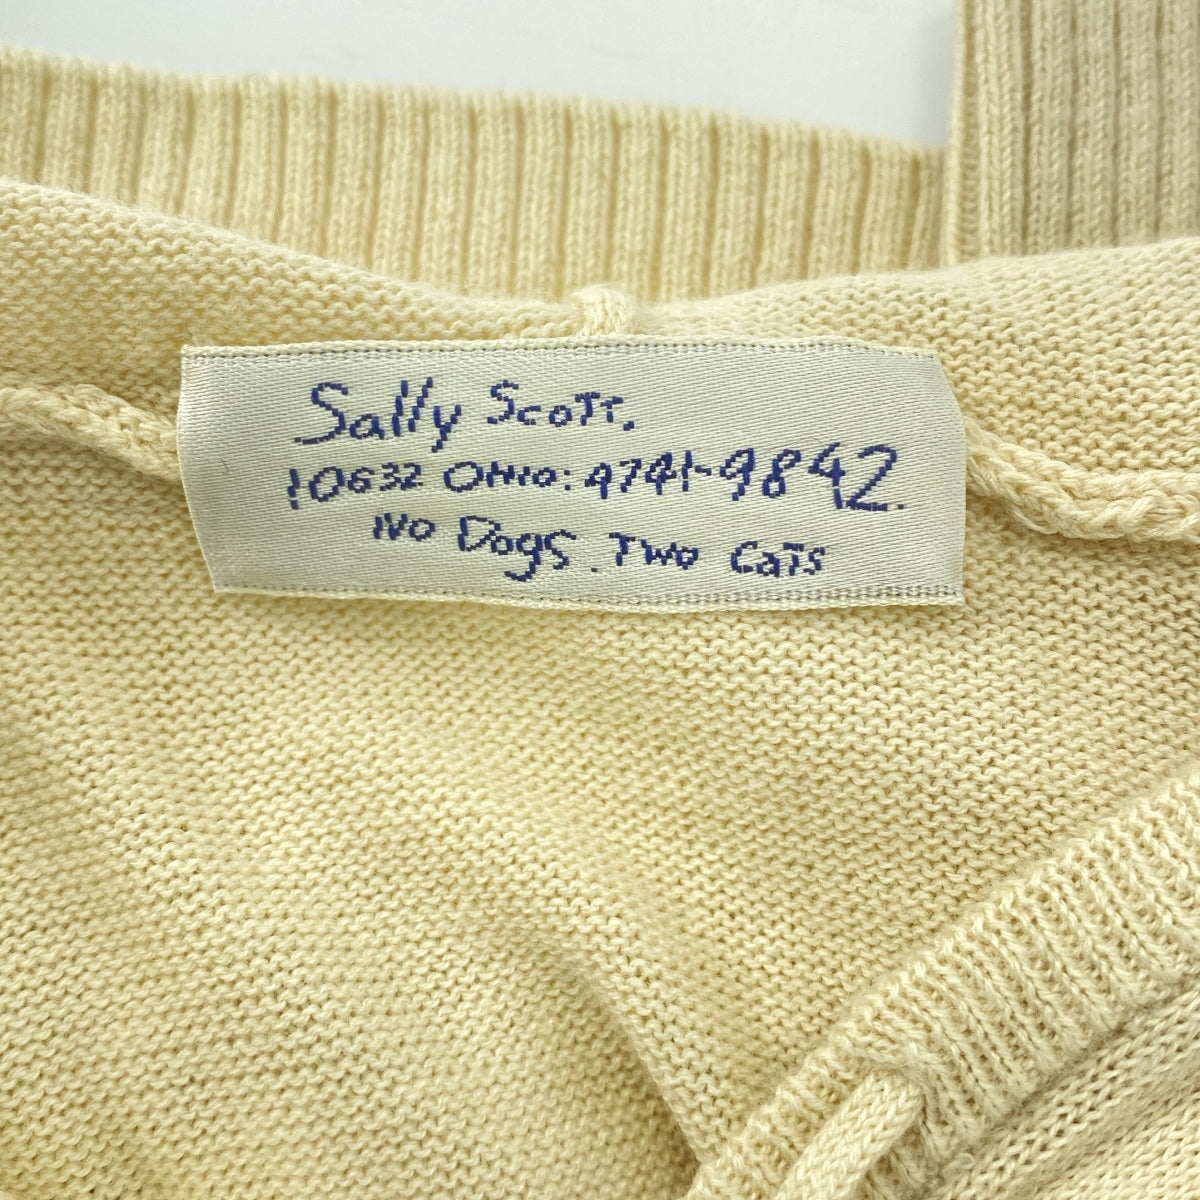 Sally Scott.
10632 Ohio: 4741-9842.
No Dogs. Two Cats